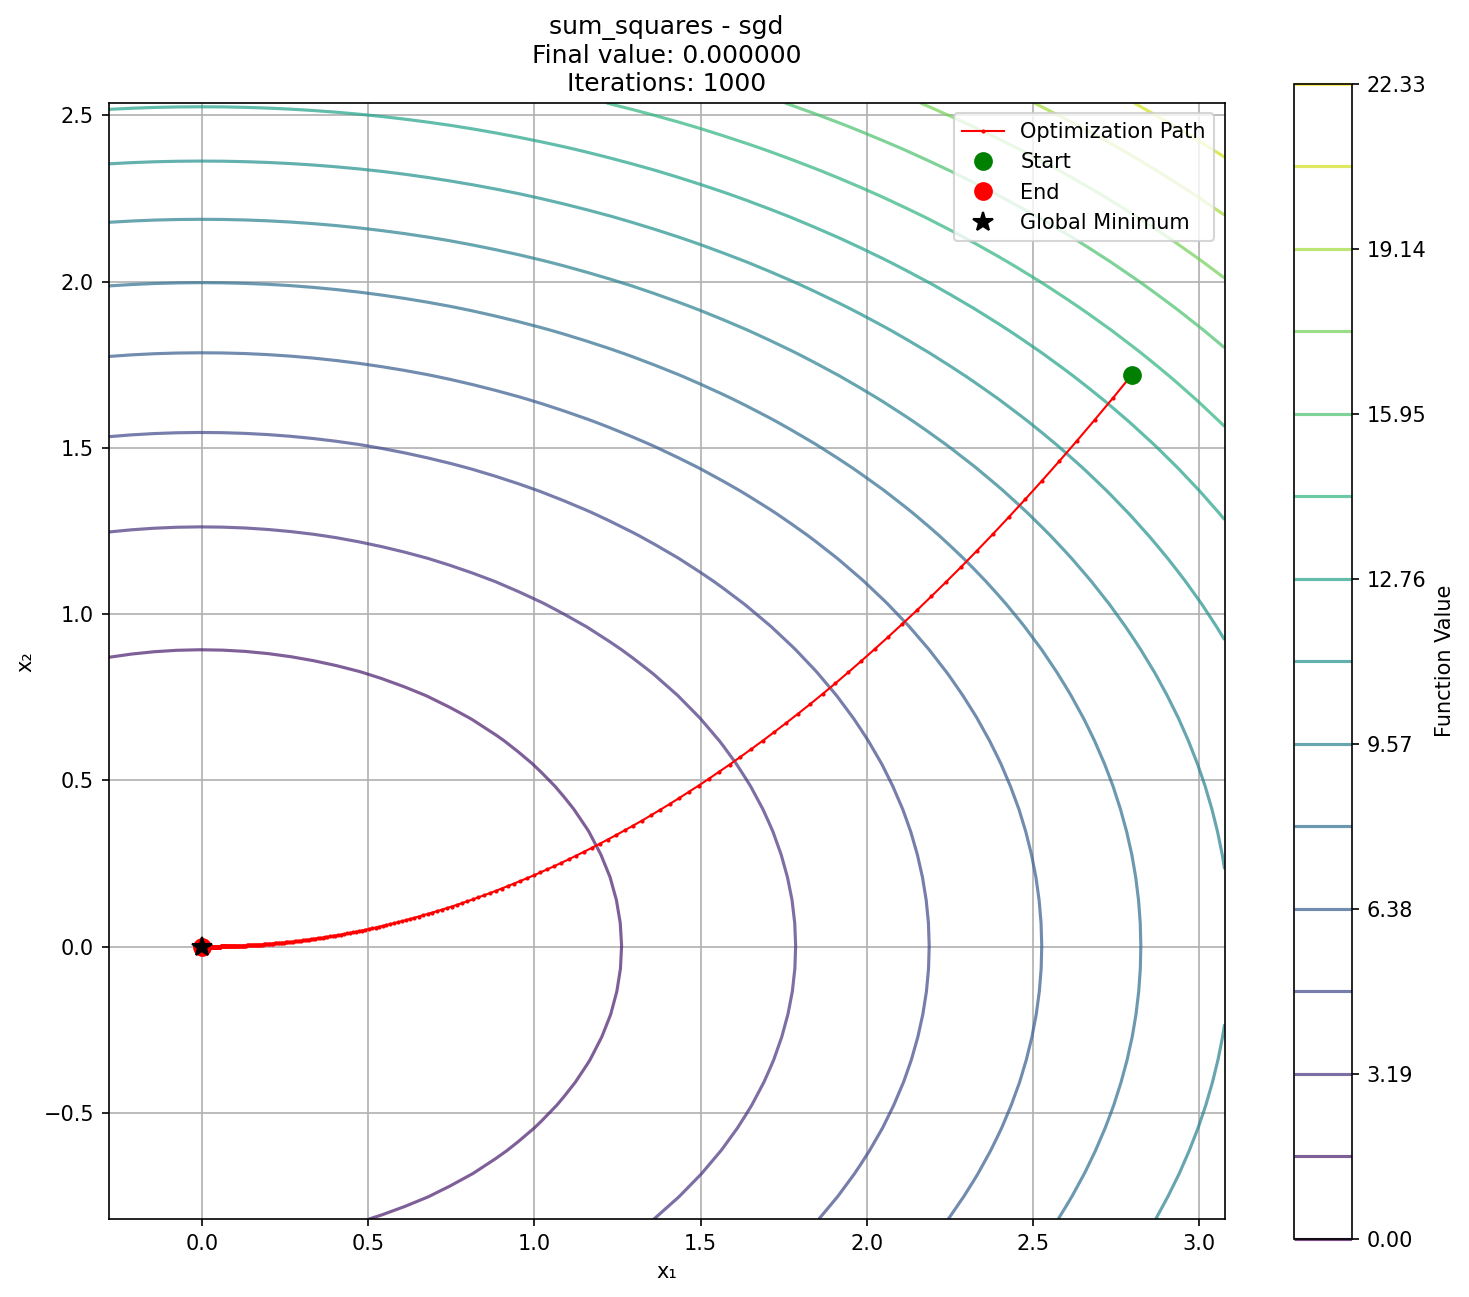 sum_squares - sgd
Final value: 0.000000
Iterations: 1000
Optimization Path
Start
End
Global Minimum
2.5
2.0
1.5
1.0
0.5
0.0
−0.5
x₂
0.0
0.5
1.0
1.5
2.0
2.5
3.0
x₁
22.33
19.14
15.95
12.76
9.57
6.38
3.19
0.00
Function Value